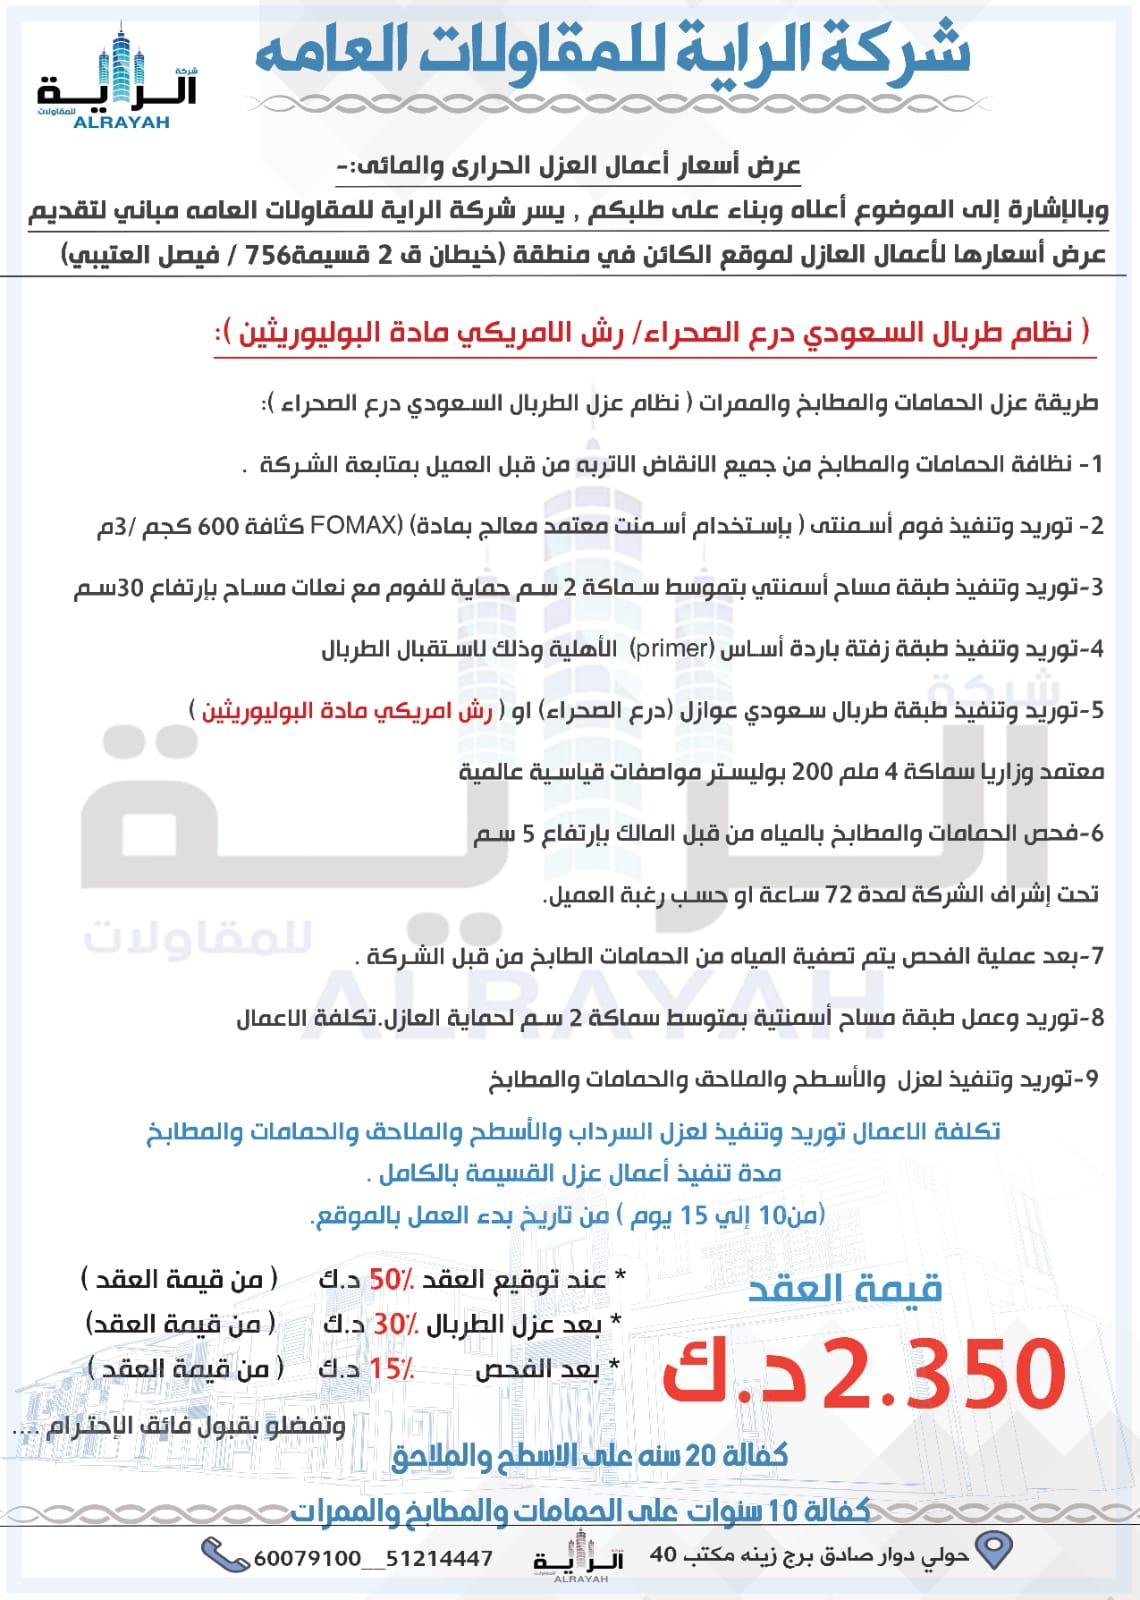 شركة الراية للمقاولات العامه
شركة
الراية
للمقاولات
ALRAYAH
عرض أسعار أعمال العزل الحرارى والمائى:-
وبالإشارة إلى الموضوع أعلاه وبناء على طلبكم , يسر شركة الراية للمقاولات العامه مباني لتقديم
عرض أسعارها لأعمال العازل لموقع الكائن في منطقة (خيطان ق 2 قسيمة756 / فيصل العتيبي)
( نظام طربال السعودي درع الصحراء/ رش الامريكي مادة البوليوريثين ):
طريقة عزل الحمامات والمطابخ والممرات ( نظام عزل الطربال السعودي درع الصحراء ):
1- نظافة الحمامات والمطابخ من جميع الانقاض الاتربه من قبل العميل بمتابعة الشركة .
2- توريد وتنفيذ فوم أسمنتى ( بإستخدام أسمنت معتمد معالج بمادة) (FOMAX كثافة 600 كجم /3م
3-توريد وتنفيذ طبقة مساح أسمنتي بتموسط سماكة 2 سم حماية للفوم مع نعلات مساح بإرتفاع 30سم
4-توريد وتنفيذ طبقة زفتة باردة أساس (primer) الأهلية وذلك لاستقبال الطربال
5-توريد وتنفيذ طبقة طربال سعودي عوازل (درع الصحراء) او ( رش امريكي مادة البوليوريثين )
معتمد وزاريا سماكة 4 ملم 200 بوليستر مواصفات قياسية عالمية
6-فحص الحمامات والمطابخ بالمياه من قبل المالك بإرتفاع 5 سم
تحت إشراف الشركة لمدة 72 ساعة او حسب رغبة العميل.
7-بعد عملية الفحص يتم تصفية المياه من الحمامات الطابخ من قبل الشركة .
8-توريد وعمل طبقة مساح أسمنتية بمتوسط سماكة 2 سم لحماية العازل.تكلفة الاعمال
9-توريد وتنفيذ لعزل والأسطح والملاحق والحمامات والمطابخ
تكلفة الاعمال توريد وتنفيذ لعزل السرداب والأسطح والملاحق والحمامات والمطابخ
مدة تنفيذ أعمال عزل القسيمة بالكامل .
(من10 إلي 15 يوم ) من تاريخ بدء العمل بالموقع.
قيمة العقد
2.350 د.ك
* عند توقيع العقد 50٪ د.ك ( من قيمة العقد )
* بعد عزل الطربال 30٪ د.ك ( من قيمة العقد)
* بعد الفحص 15٪ د.ك ( من قيمة العقد )
وتفضلو بقبول فائق الإحترام ....
كفالة 20 سنه على الاسطح والملاحق
كفالة 10 سنوات على الحمامات والمطابخ والممرات
حولي دوار صادق برج زينه مكتب 40
شركة
الراية
للمقاولات
ALRAYAH
60079100__51214447